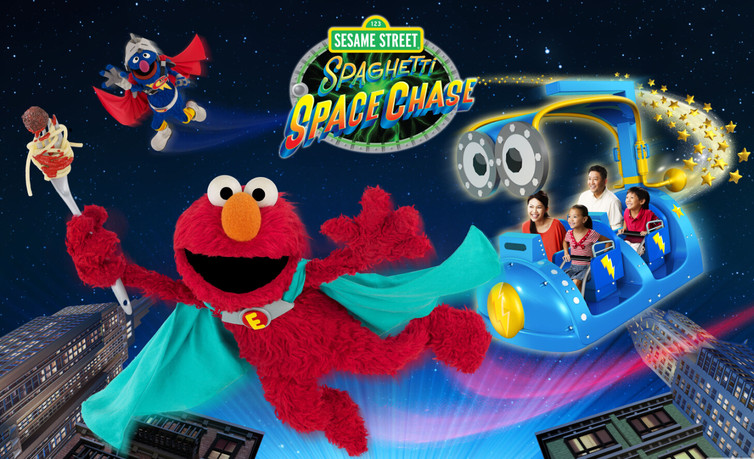 123
SESAME STREET
SPAGHETTI
SPACE CHASE
E